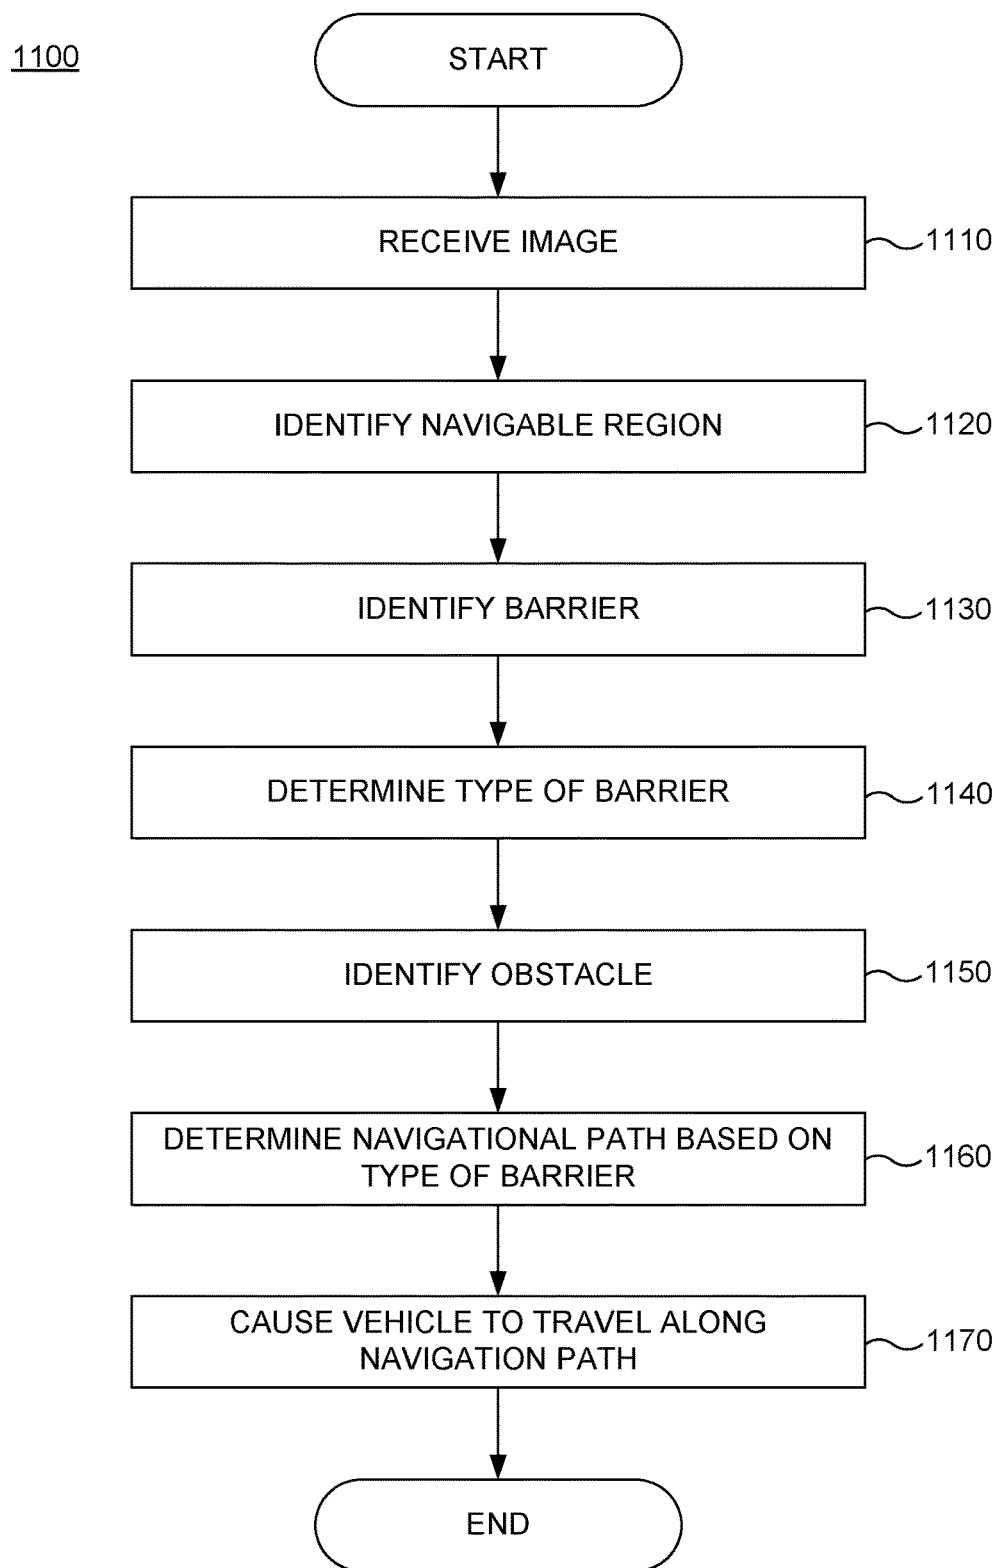 1100
START
RECEIVE IMAGE
1110
IDENTIFY NAVIGABLE REGION
1120
IDENTIFY BARRIER
1130
DETERMINE TYPE OF BARRIER
1140
IDENTIFY OBSTACLE
1150
DETERMINE NAVIGATIONAL PATH BASED ON
TYPE OF BARRIER
1160
CAUSE VEHICLE TO TRAVEL ALONG
NAVIGATION PATH
1170
END